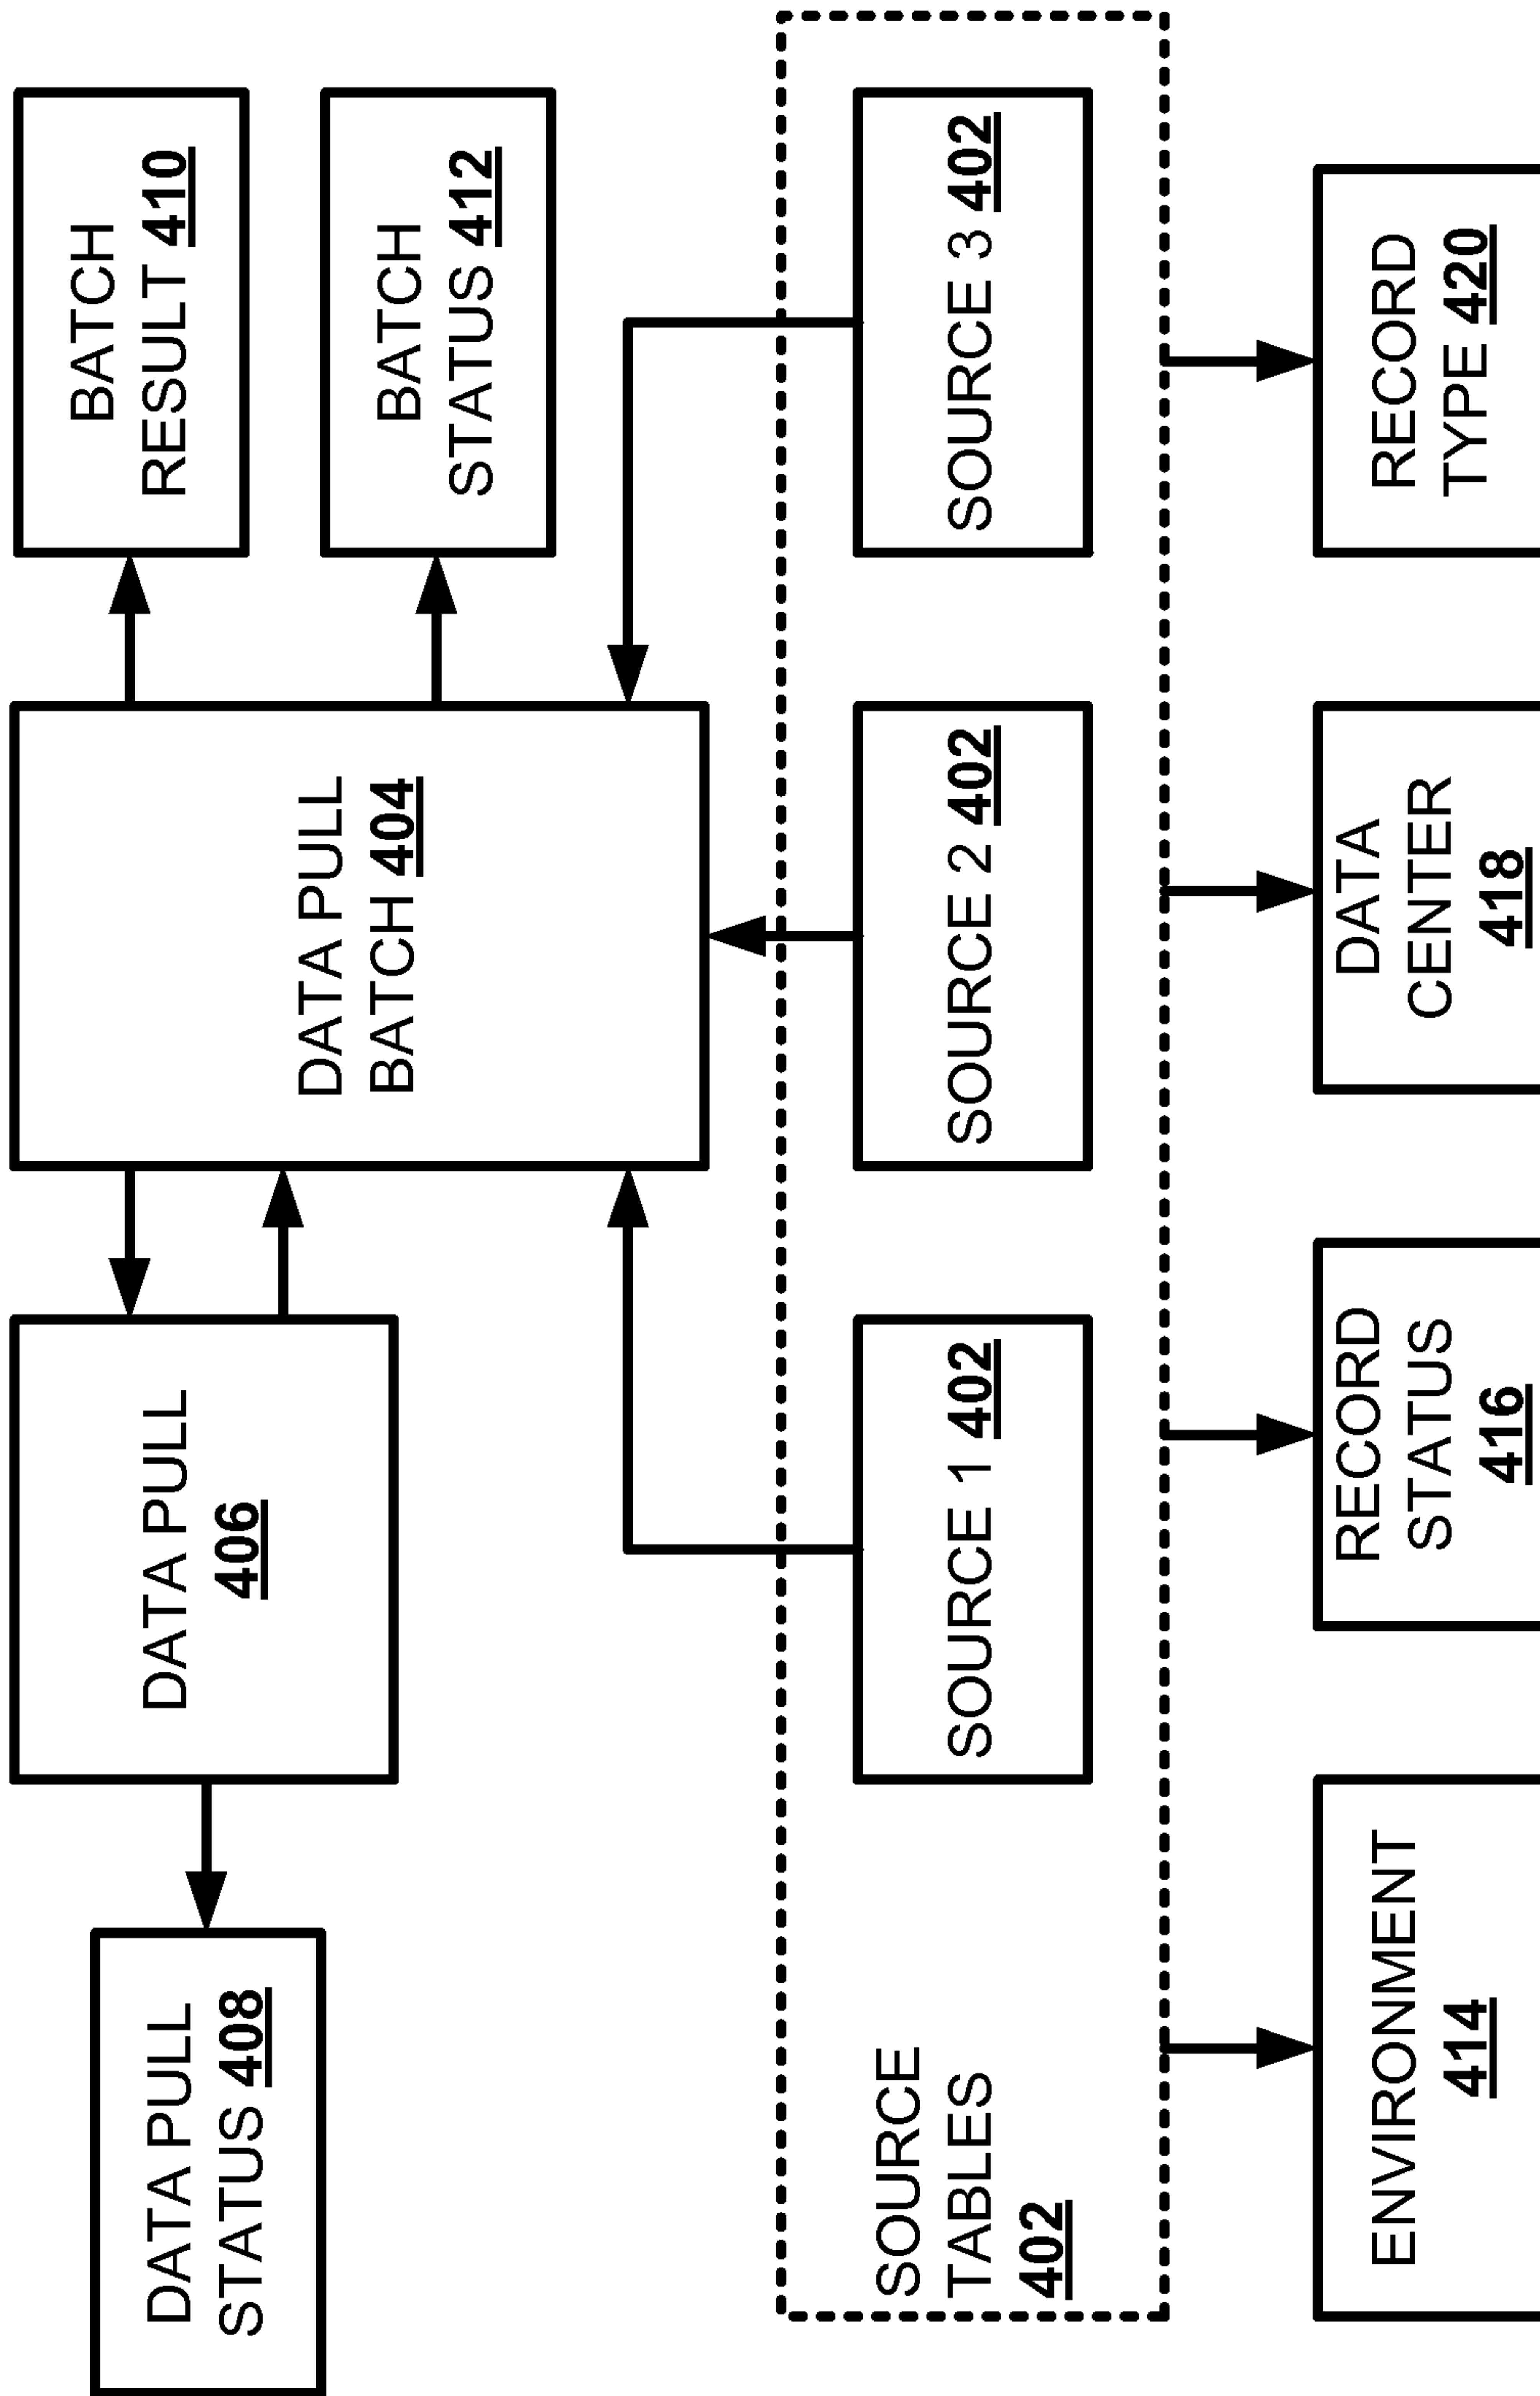 DATA PULL
STATUS 408
DATA PULL
406
DATA PULL
BATCH 404
BATCH
RESULT 410
BATCH
STATUS 412
SOURCE
TABLES
402
SOURCE 1 402
SOURCE 2 402
SOURCE 3 402
ENVIRONMENT
414
RECORD
STATUS
416
DATA
CENTER
418
RECORD
TYPE 420